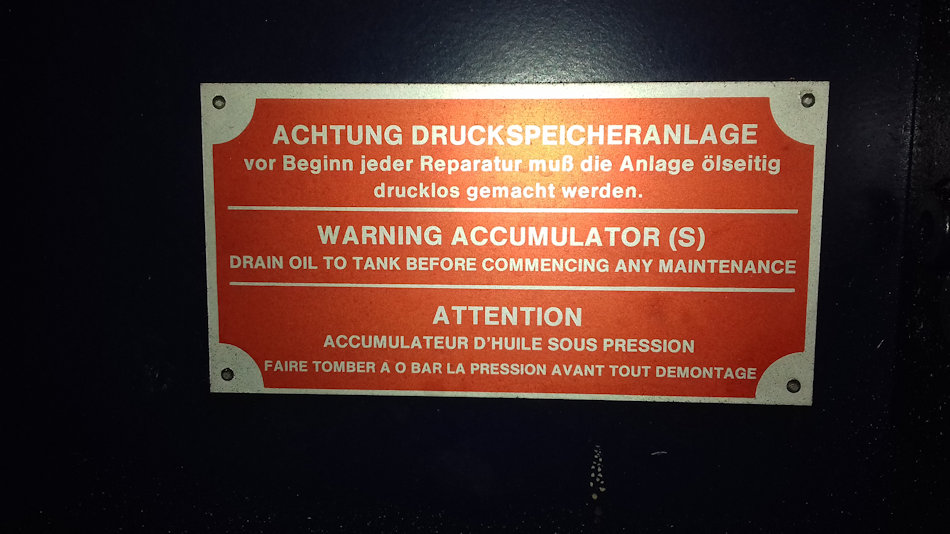 ACHTUNG DRUCKSPEICHERANLAGE
vor Beginn jeder Reparatur muß die Anlage ölseitig
drucklos gemacht werden.
WARNING ACCUMULATOR (S)
DRAIN OIL TO TANK BEFORE COMMENCING ANY MAINTENANCE
ATTENTION
ACCUMULATEUR D'HUILE SOUS PRESSION
FAIRE TOMBER À O BAR LA PRESSION AVANT TOUT DEMONTAGE